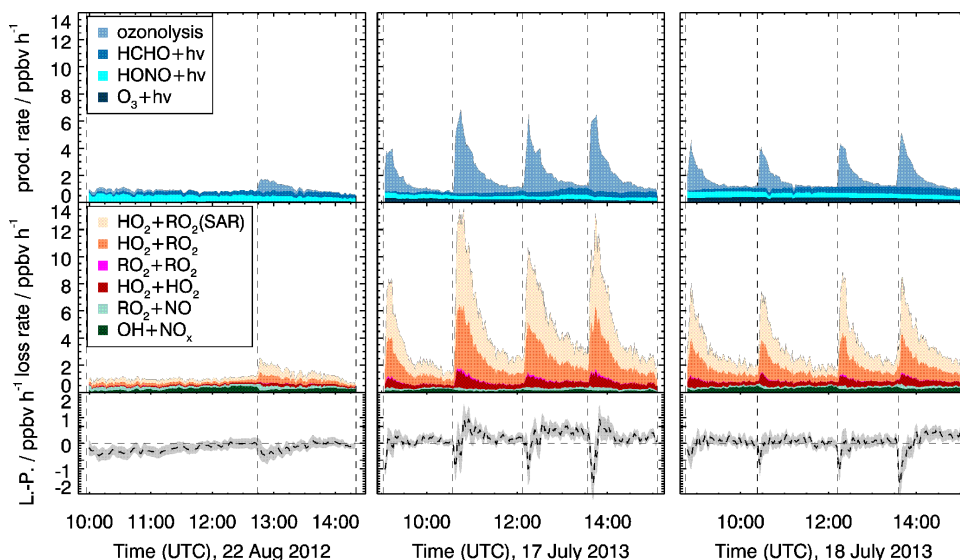 14
12
10
8
6
4
2
0
prod. rate / ppbv h⁻¹
ozonolysis
HCHO+hν
HONO+hν
O₃+hν
14
12
10
8
6
4
2
0
loss rate / ppbv h⁻¹
HO₂+RO₂(SAR)
HO₂+RO₂
RO₂+RO₂
HO₂+HO₂
RO₂+NO
OH+NOₓ
2
1
0
-1
-2
L.-P. / ppbv h⁻¹
10:00 11:00 12:00 13:00 14:00
10:00 12:00 14:00
10:00 12:00 14:00
Time (UTC), 22 Aug 2012
Time (UTC), 17 July 2013
Time (UTC), 18 July 2013